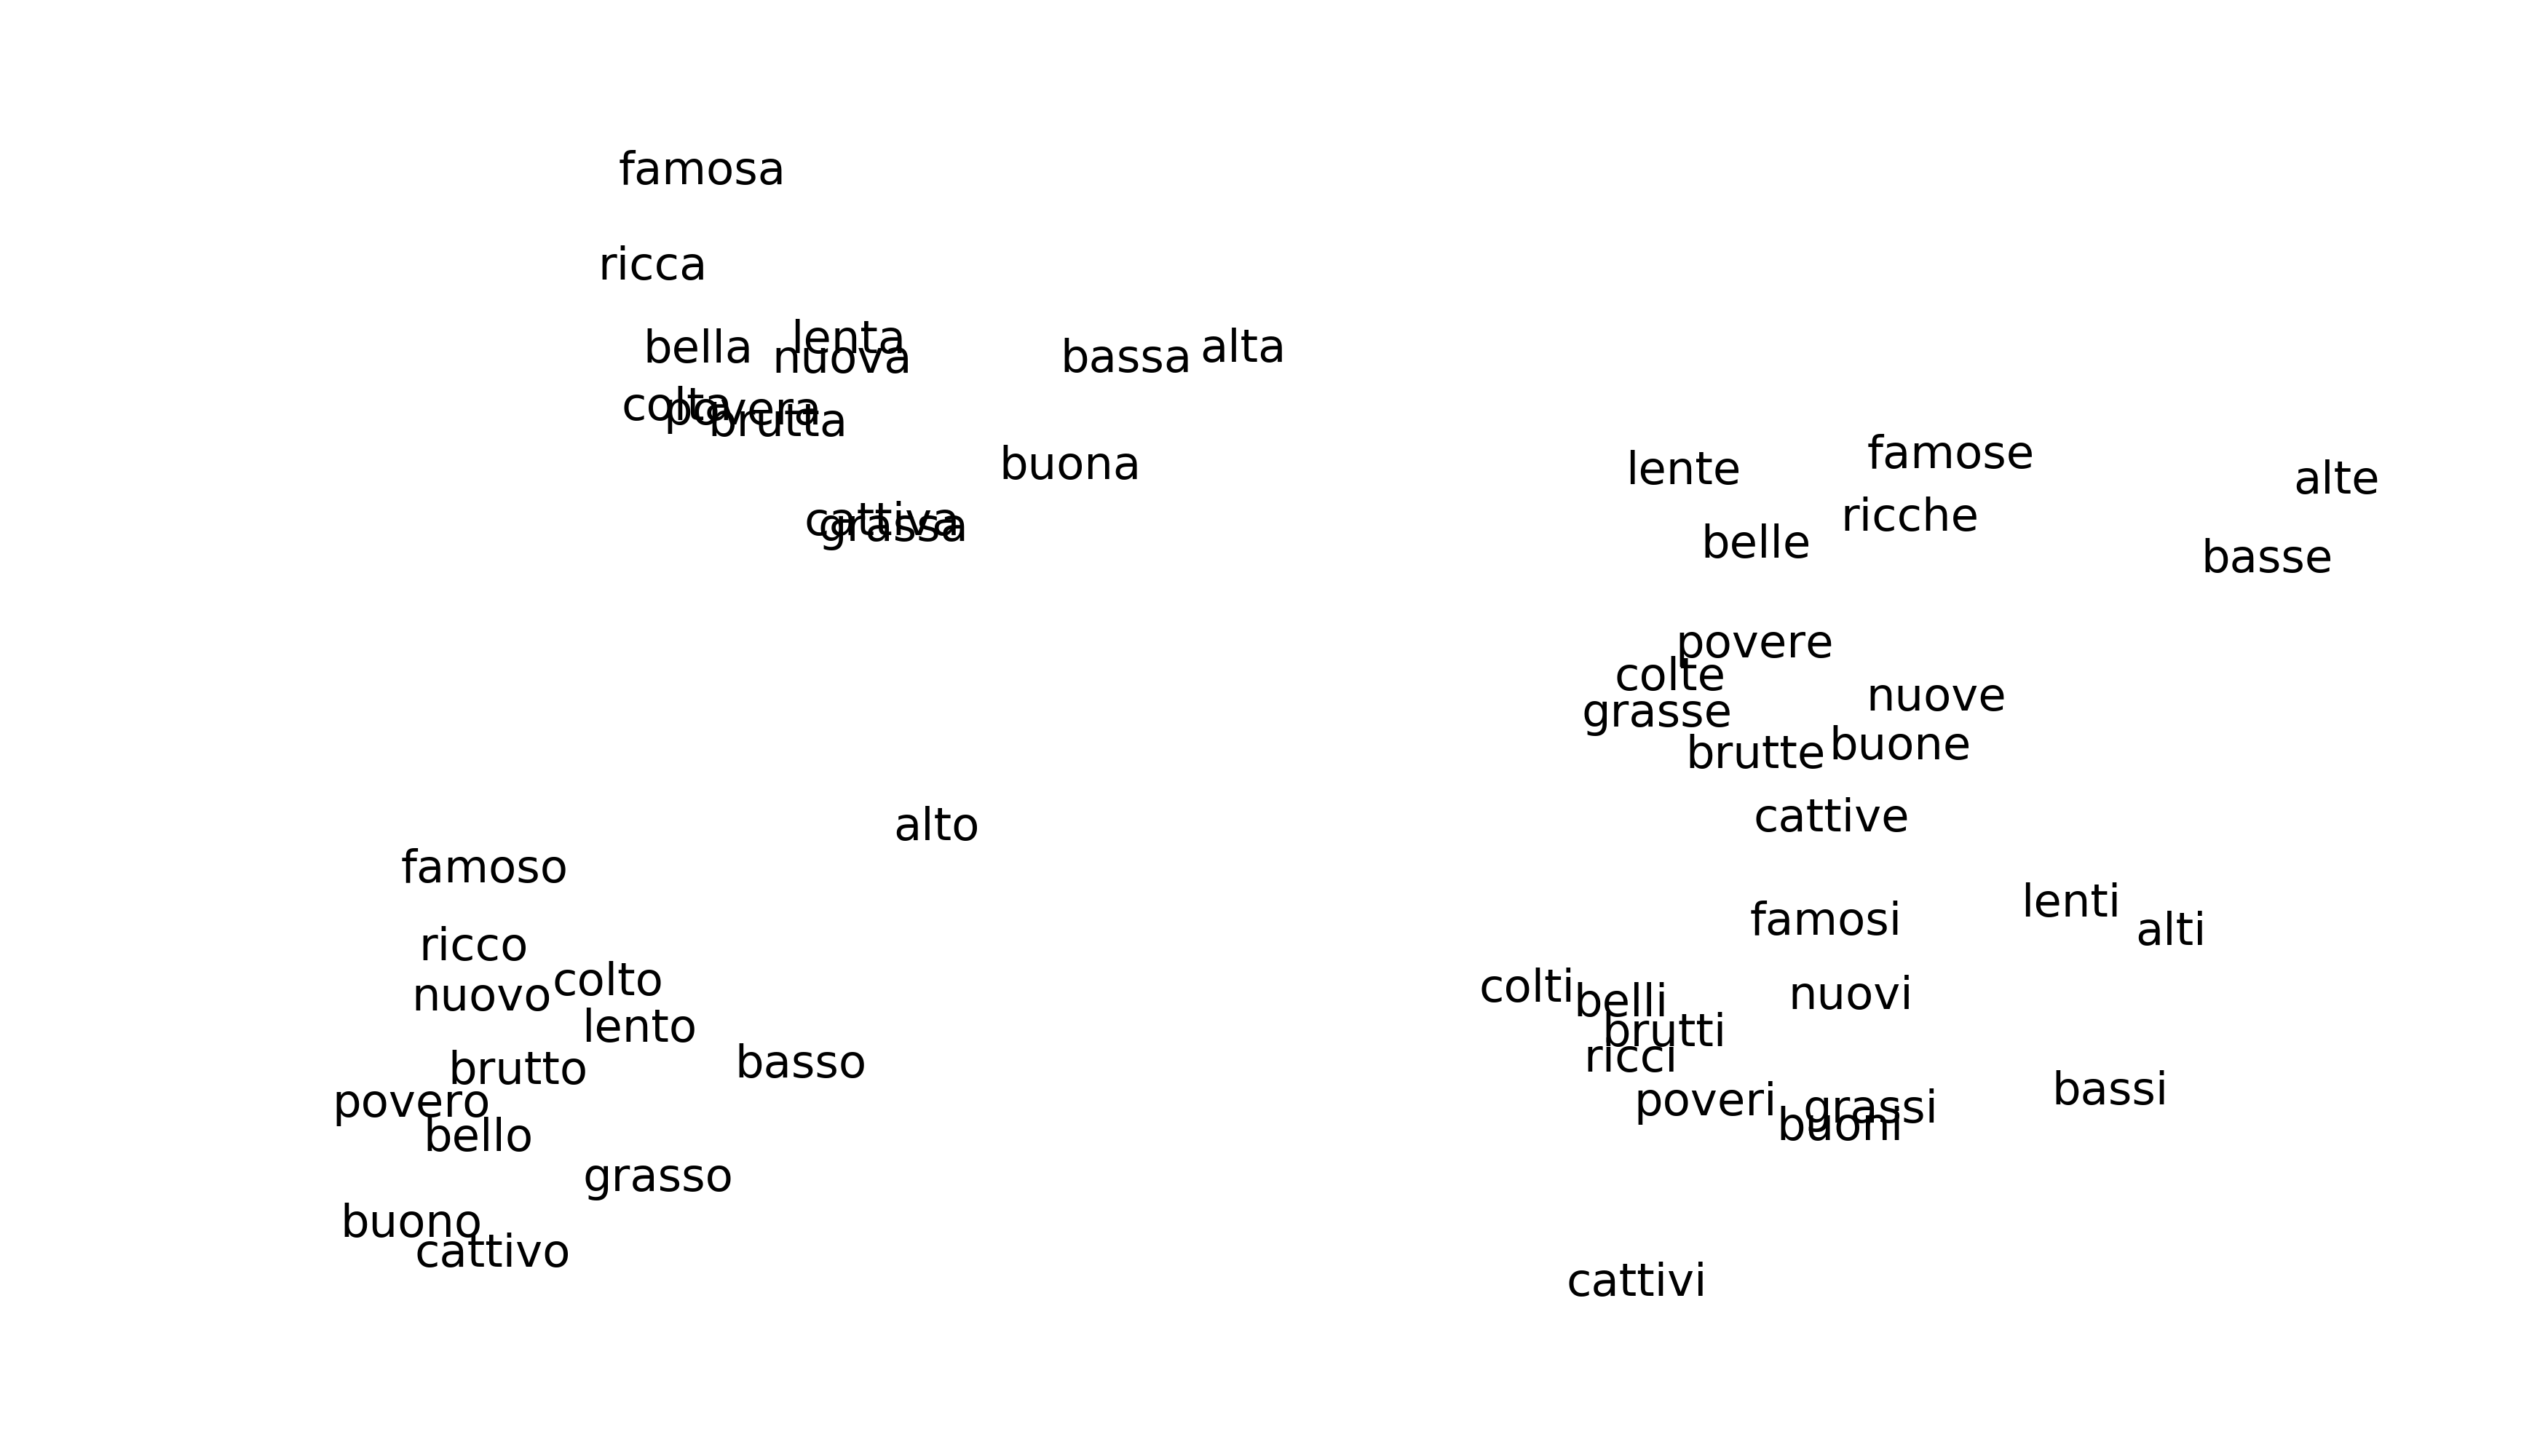 famosa
ricca
lenta
bella
nuova
bassa
alta
colta
povera
brutta
buona
cattiva
grassa
lente
famose
alte
ricche
belle
basse
povere
colte
nuove
grasse
brutte
buone
cattive
alto
famoso
ricco
colto
nuovo
lento
brutto
basso
povero
bello
grasso
buono
cattivo
famosi
lenti
alti
colti
belli
nuovi
brutti
ricci
bassi
poveri
grassi
buoni
cattivi